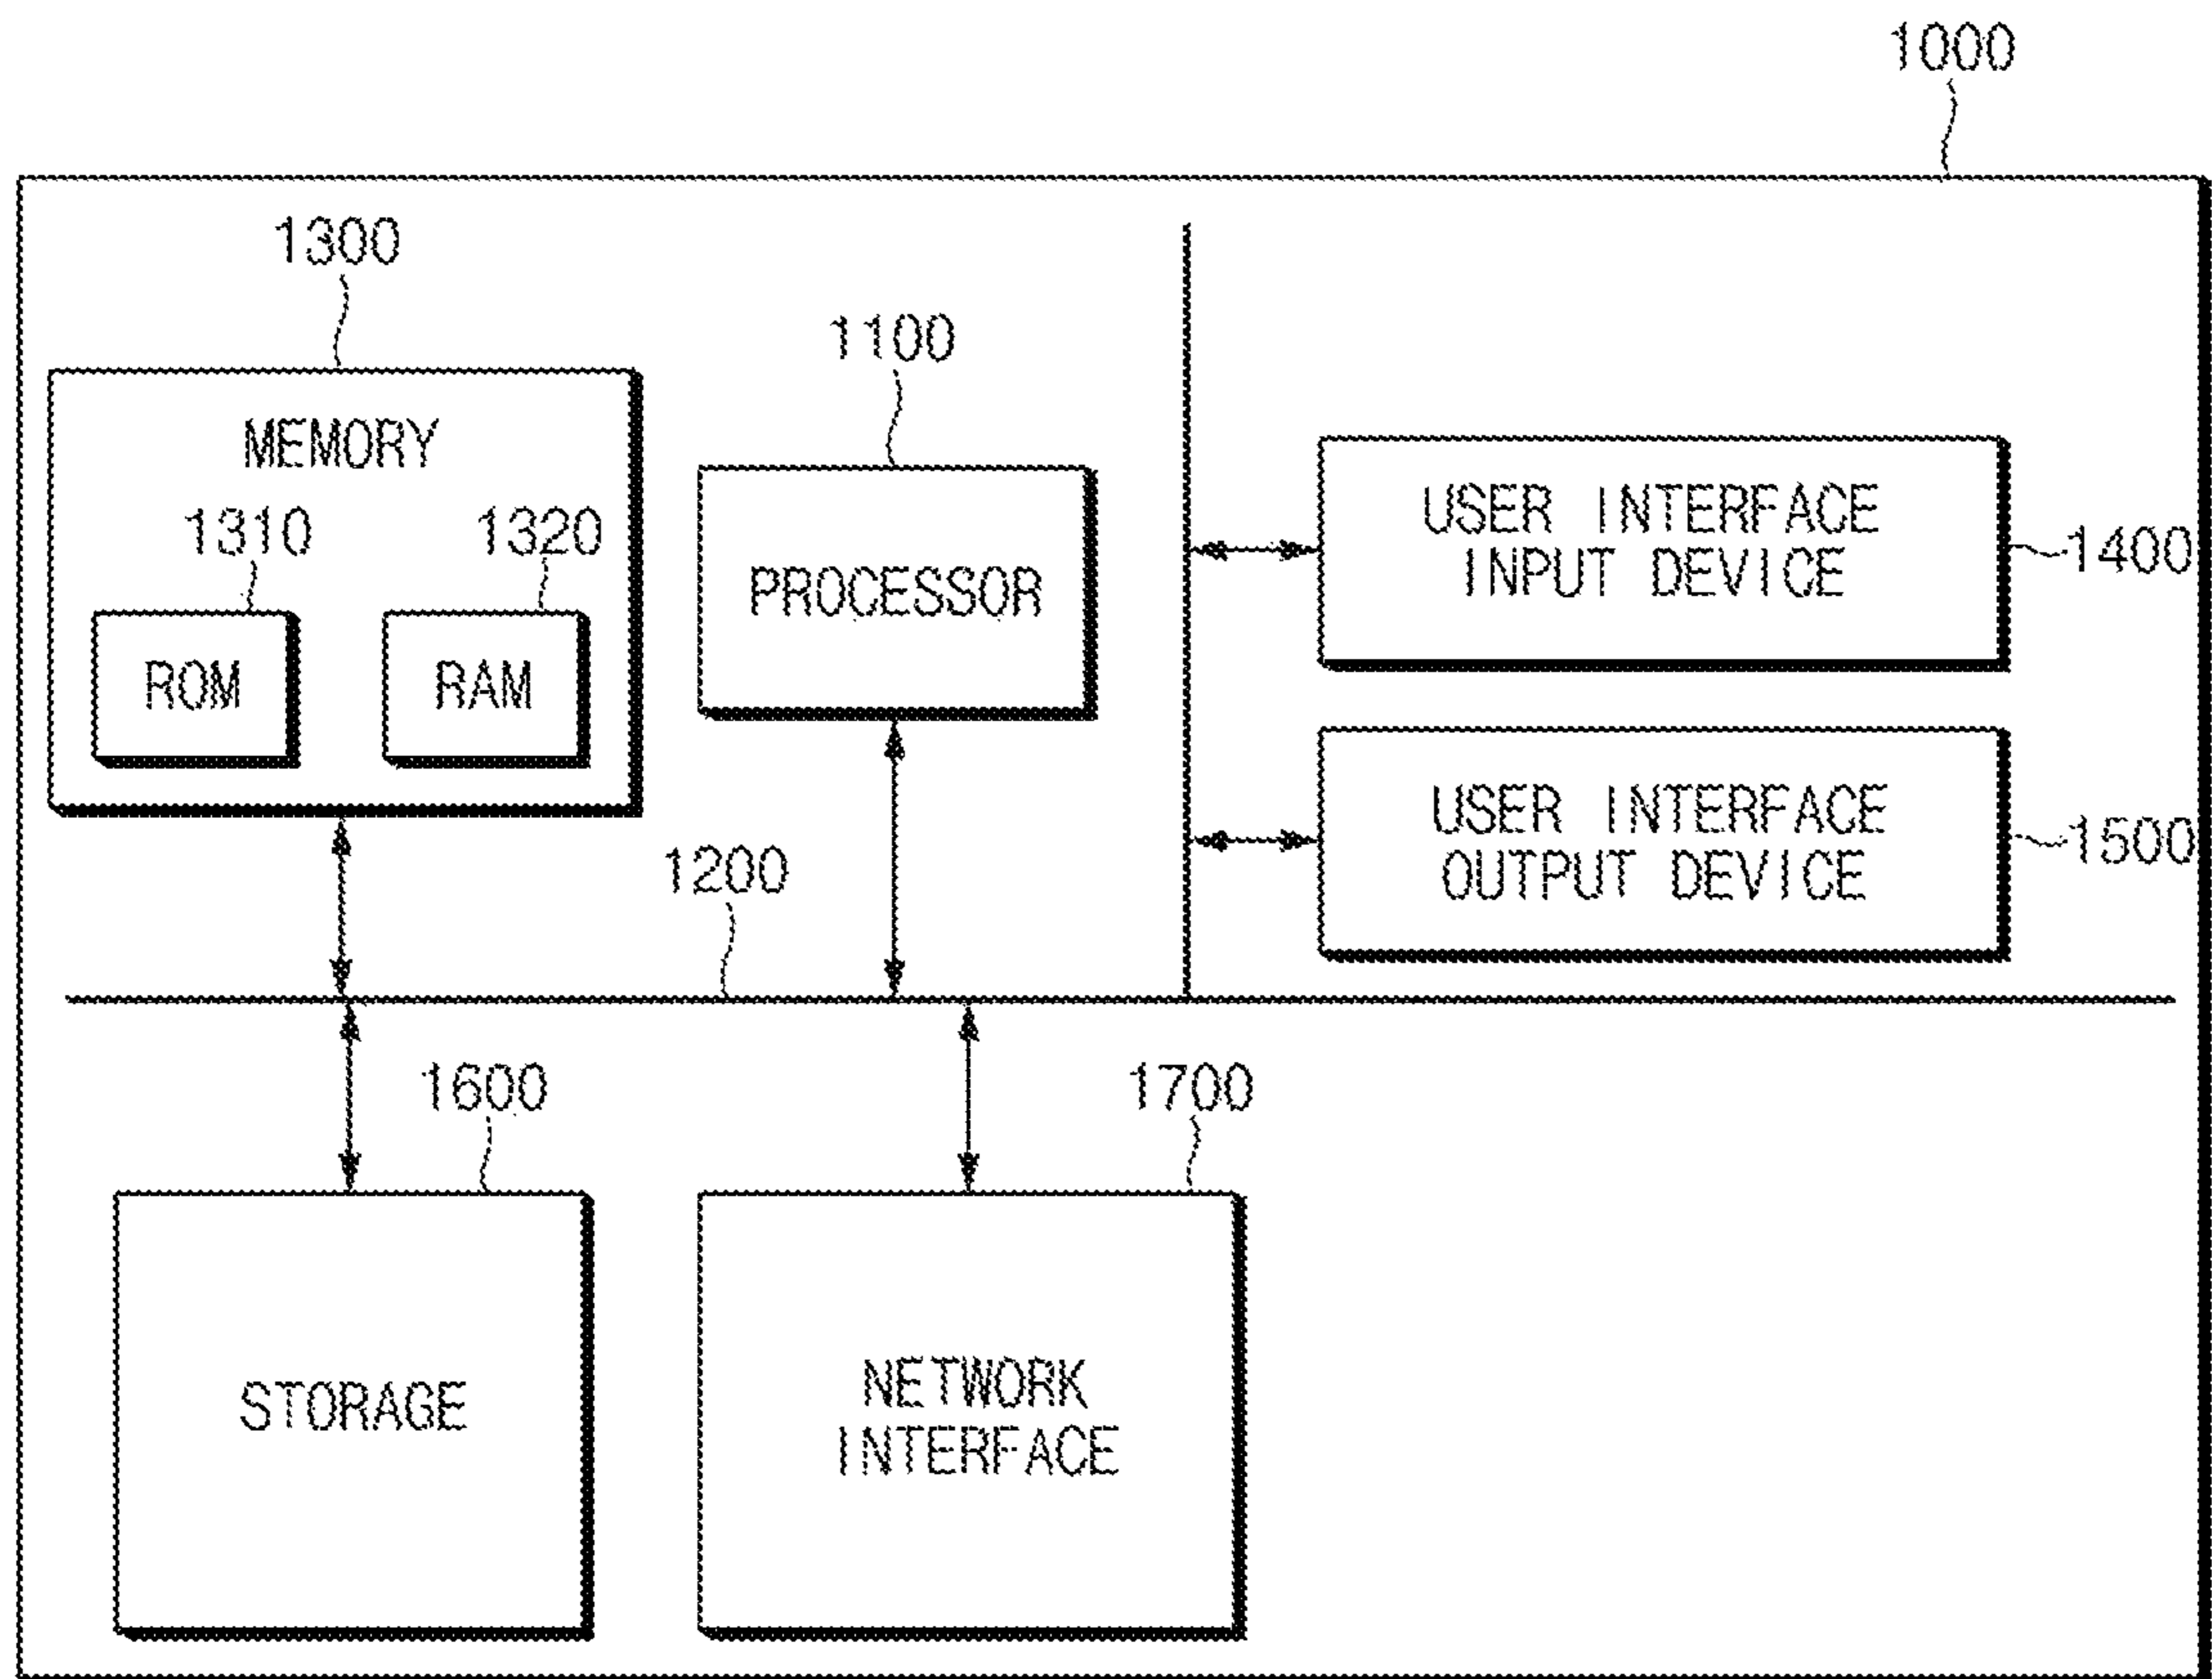 1000
1300
1100
MEMORY
1310
1320
ROM
RAM
PROCESSOR
USER INTERFACE
INPUT DEVICE
1400
USER INTERFACE
OUTPUT DEVICE
1500
1200
1600
1700
STORAGE
NETWORK
INTERFACE